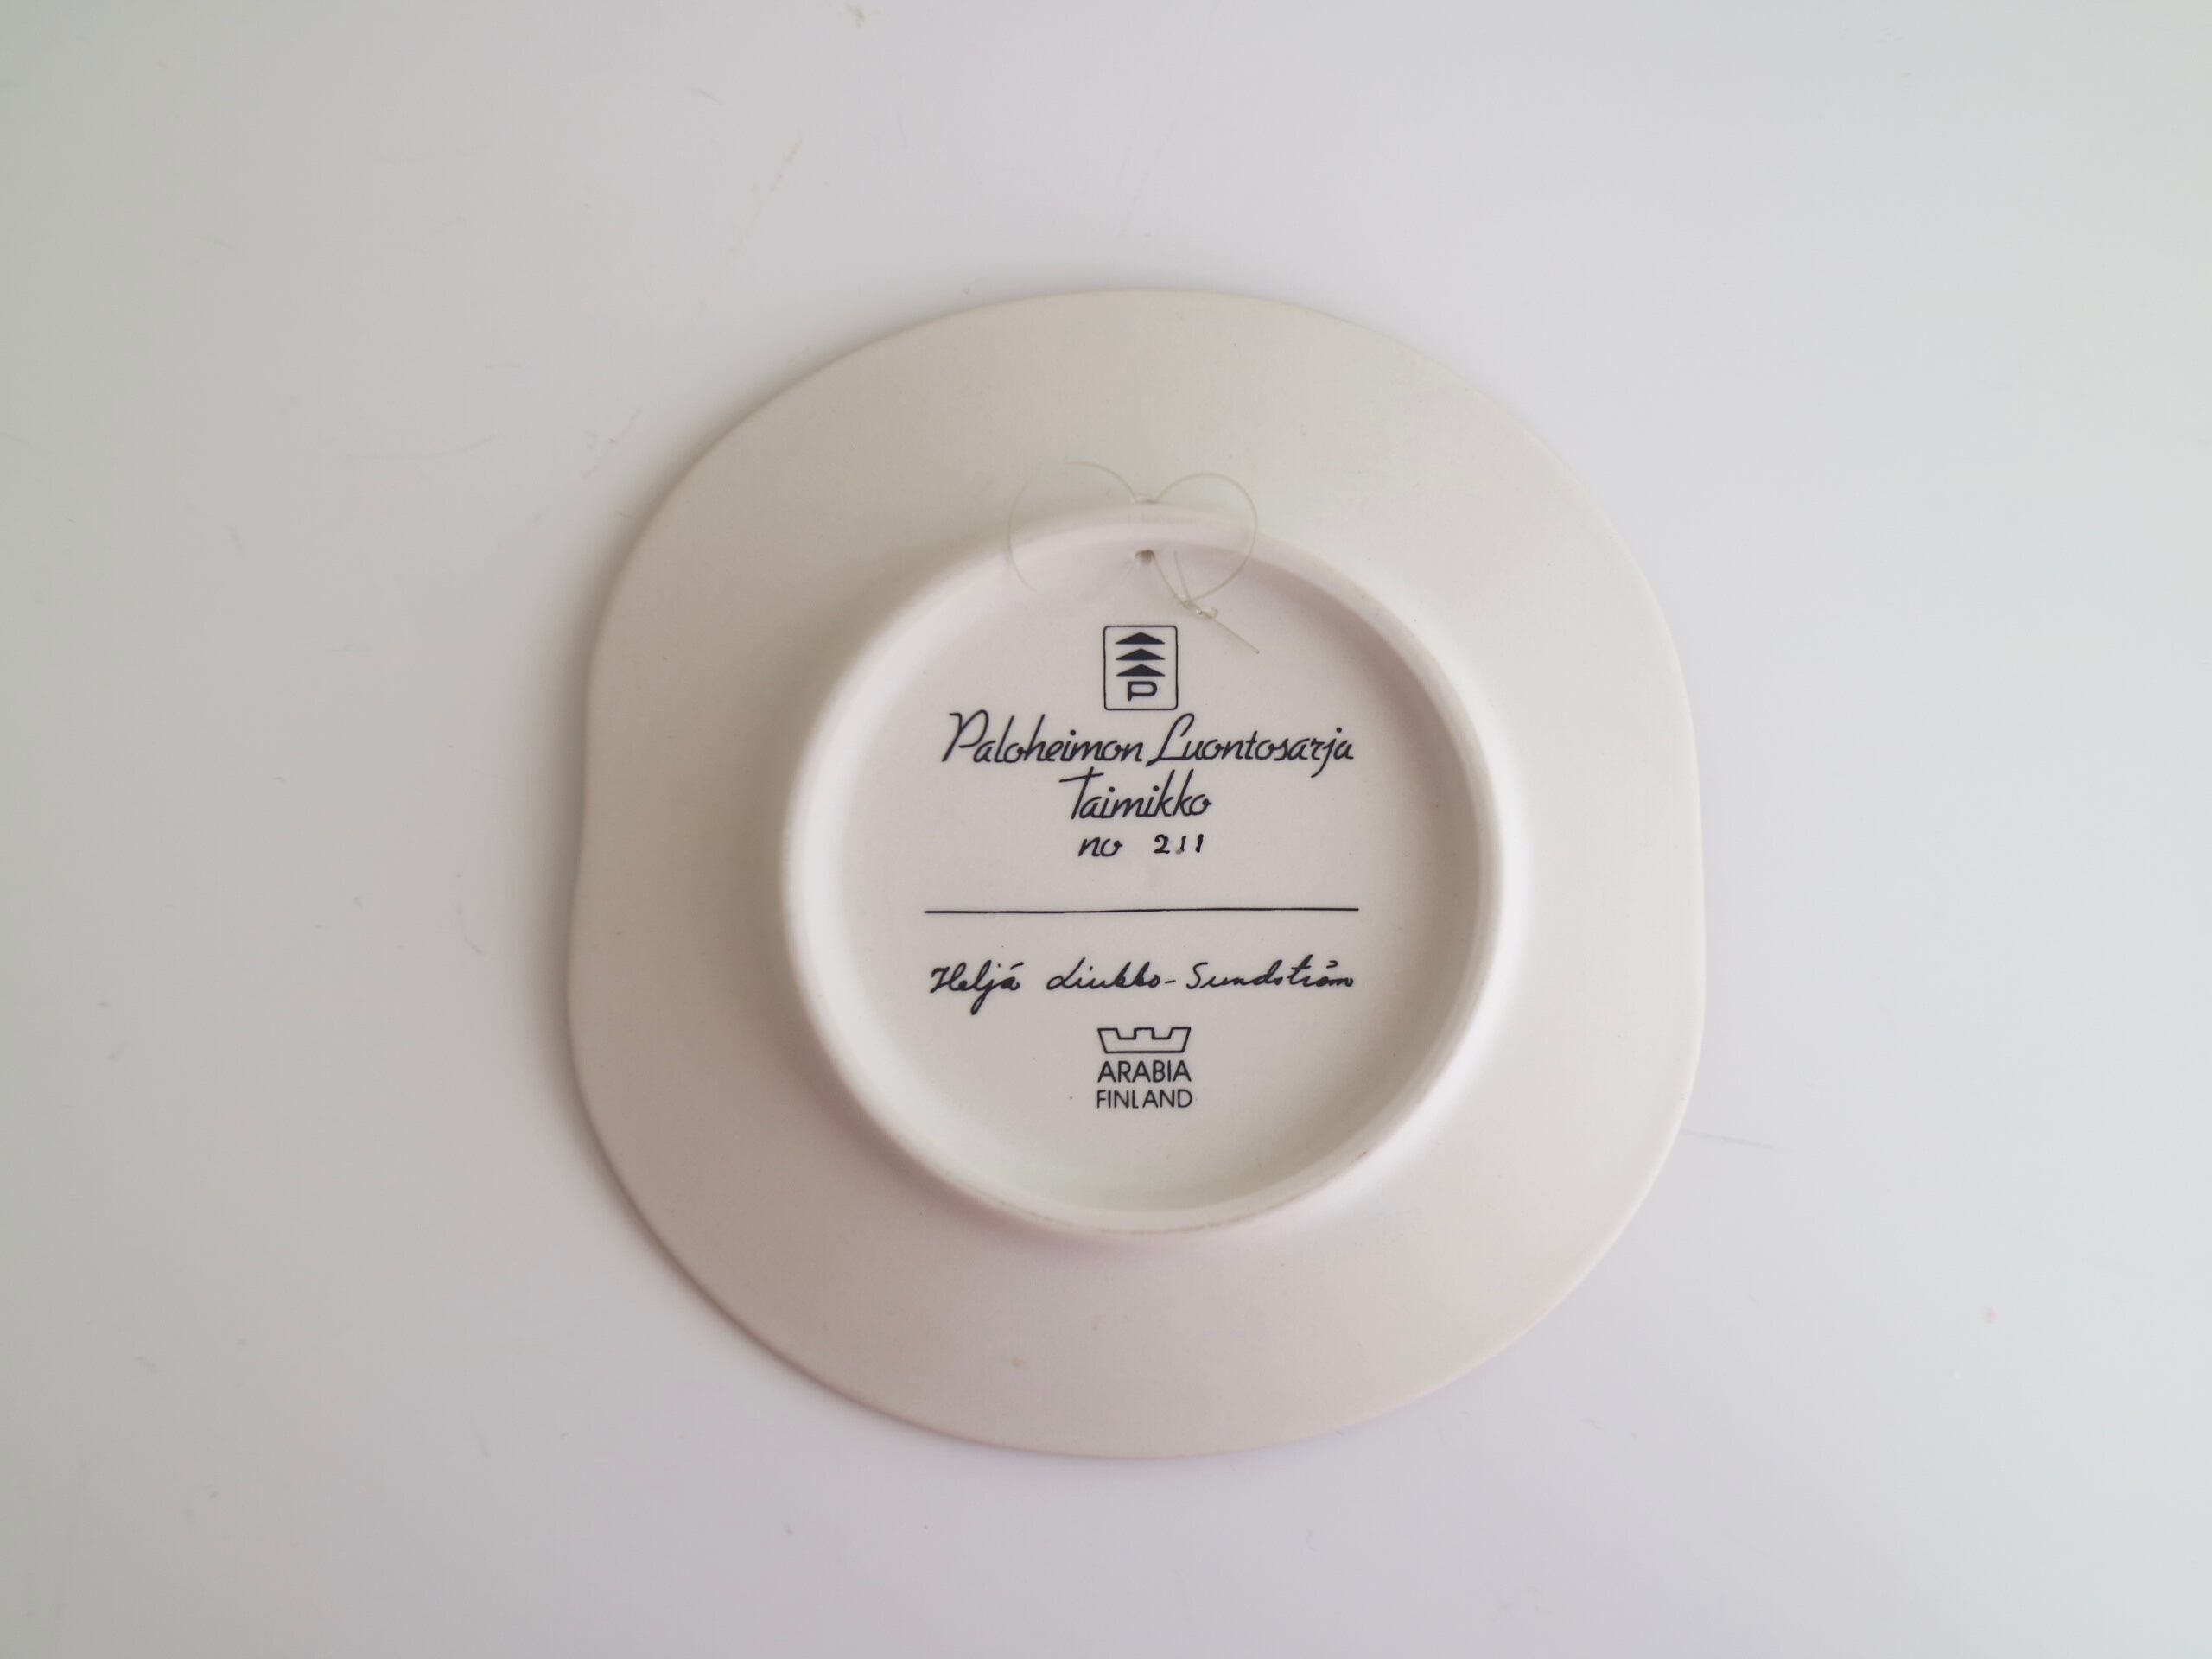 P
Paloheimon Luontosarja
Taimikko
no 211
Heljä Liukko-Sundström
ARABIA
FINLAND